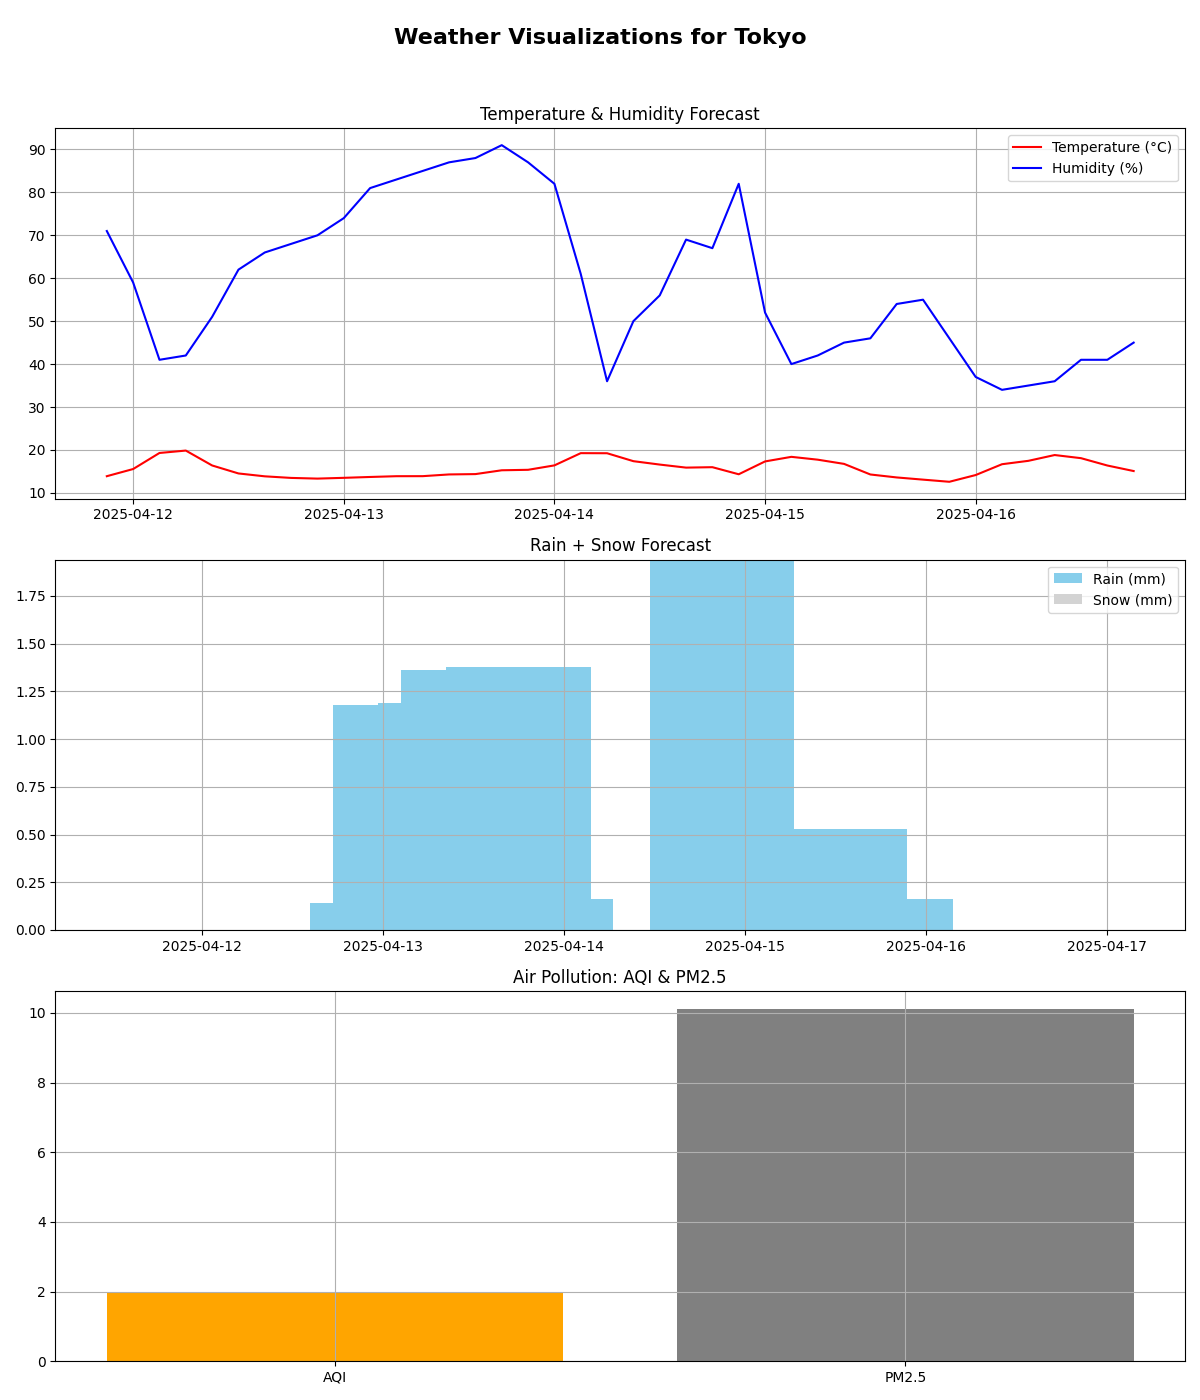 Weather Visualizations for Tokyo
Temperature & Humidity Forecast
90
80
70
60
50
40
30
20
10
Temperature (°C)
Humidity (%)
2025-04-12 2025-04-13 2025-04-14 2025-04-15 2025-04-16
Rain + Snow Forecast
1.75
1.50
1.25
1.00
0.75
0.50
0.25
0.00
Rain (mm)
Snow (mm)
2025-04-12 2025-04-13 2025-04-14 2025-04-15 2025-04-16 2025-04-17
Air Pollution: AQI & PM2.5
10
8
6
4
2
0
AQI PM2.5